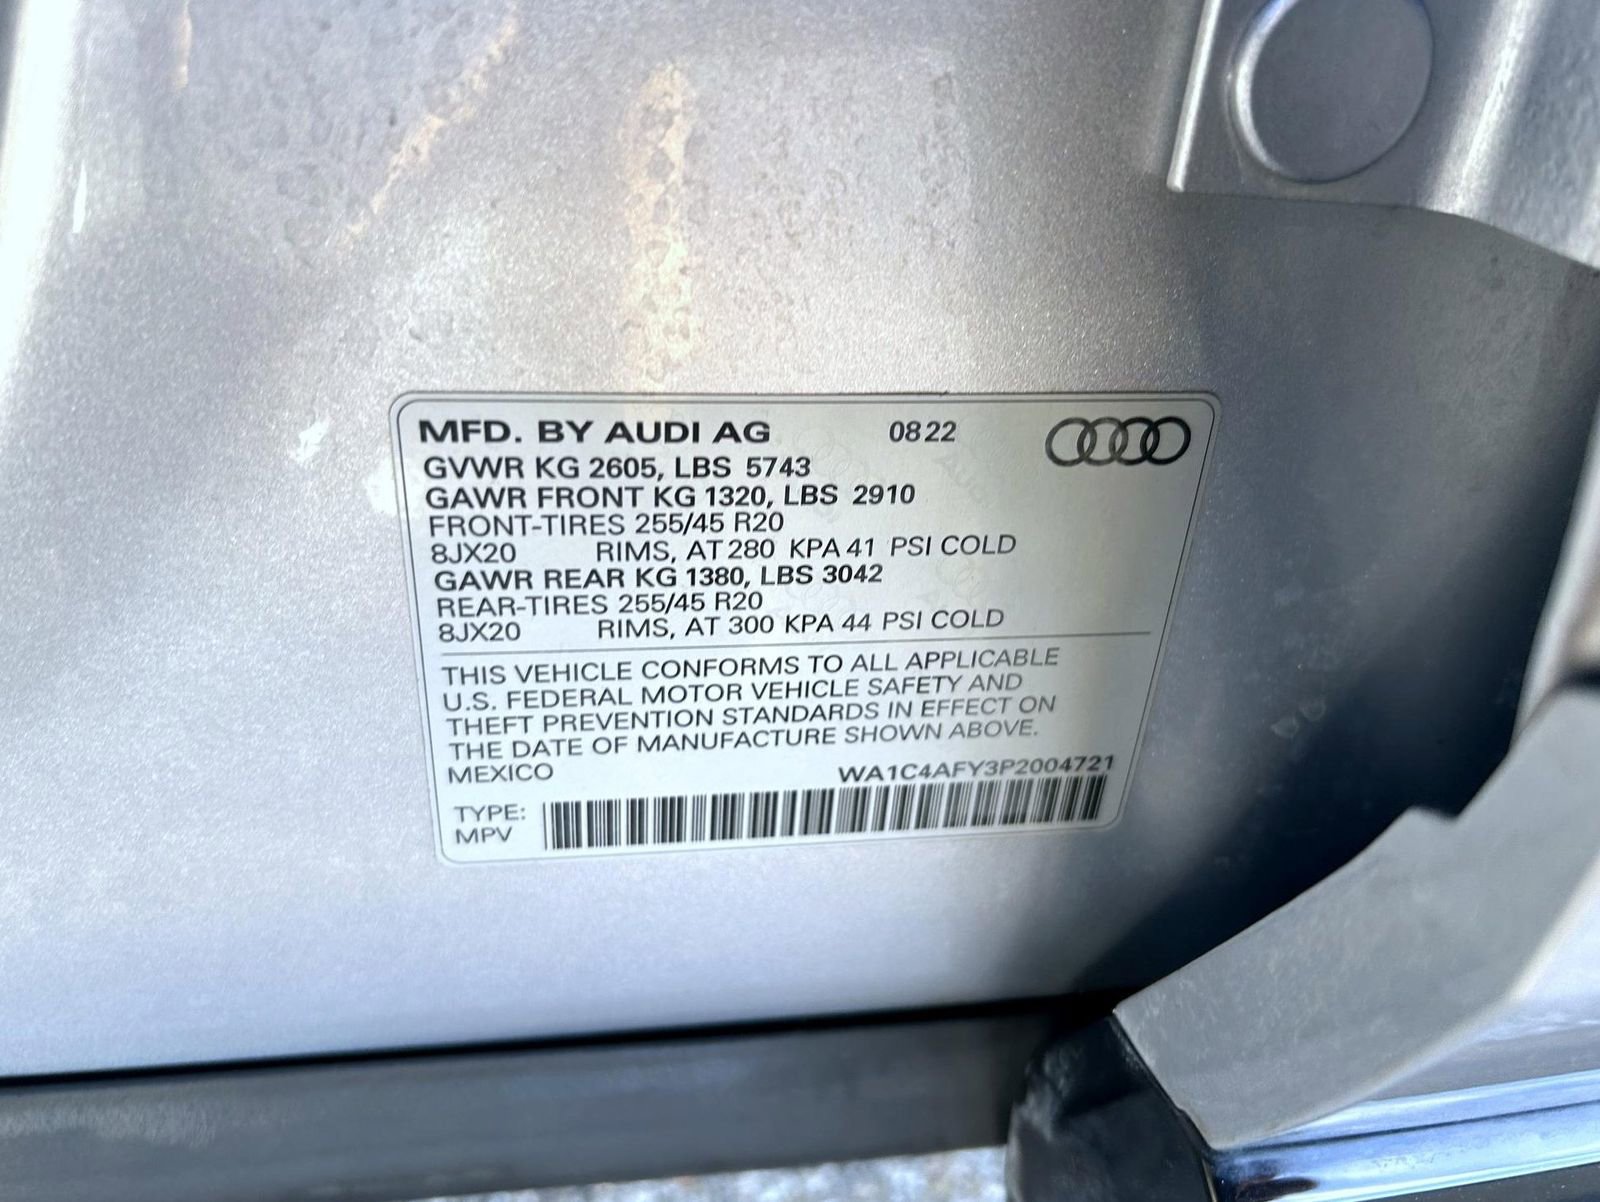 MFD. BY AUDI AG 0822
GVWR KG 2605, LBS 5743
GAWR FRONT KG 1320, LBS 2910
FRONT-TIRES 255/45 R20
8JX20 RIMS, AT 280 KPA 41 PSI COLD
GAWR REAR KG 1380, LBS 3042
REAR-TIRES 255/45 R20
8JX20 RIMS, AT 300 KPA 44 PSI COLD
THIS VEHICLE CONFORMS TO ALL APPLICABLE
U.S. FEDERAL MOTOR VEHICLE SAFETY AND
THEFT PREVENTION STANDARDS IN EFFECT ON
THE DATE OF MANUFACTURE SHOWN ABOVE.
MEXICO WA1C4AFY3P2004721
TYPE:
MPV